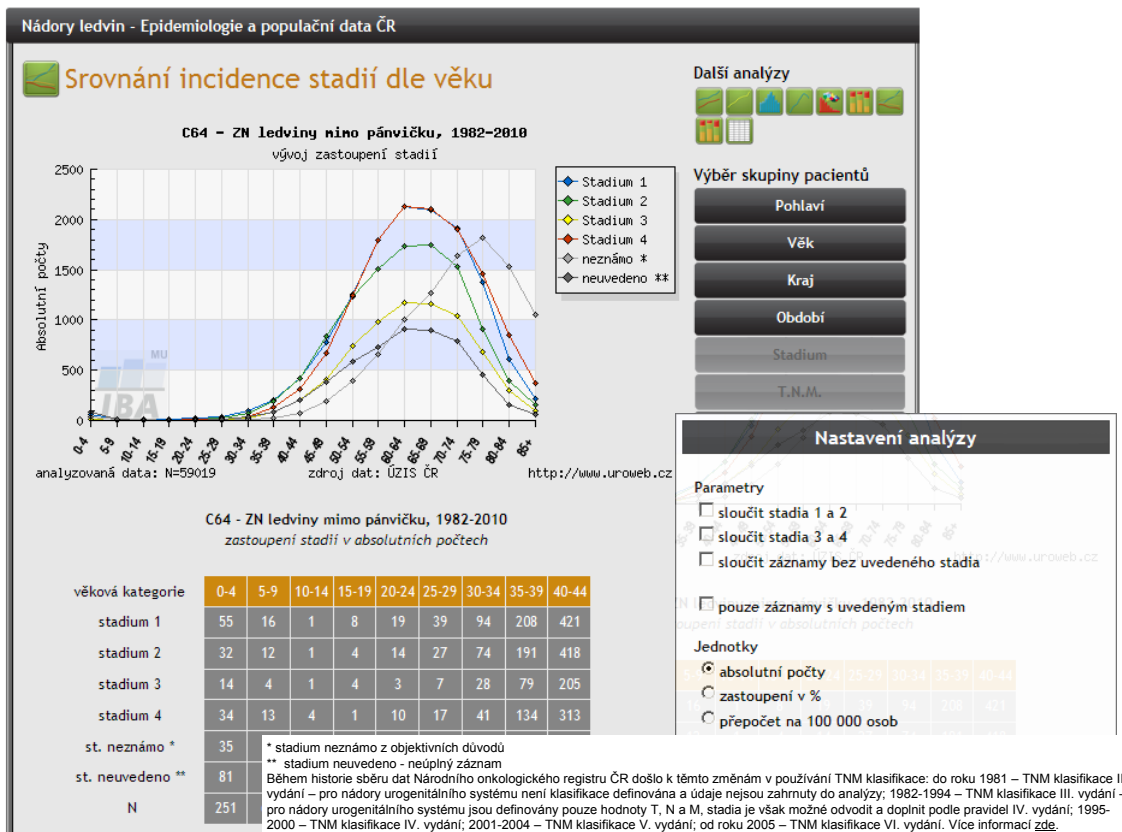 Nádory ledvin - Epidemiologie a populační data ČR
Srovnání incidence stadií dle věku
C64 - ZN ledviny mimo pánvičku, 1982-2010
vývoj zastoupení stadií
Absolutní počty
2500
2000
1500
1000
500
0
0-4 5-9 10-14 15-19 20-24 25-29 30-34 35-39 40-44 45-49 50-54 55-59 60-64 65-69 70-74 75-79 80-84 85+
Stadium 1
Stadium 2
Stadium 3
Stadium 4
neznámo *
neuvedeno **
MU
IBA
analyzovaná data: N=59019 zdroj dat: ÚZIS ČR http://www.uroweb.cz
C64 - ZN ledviny mimo pánvičku, 1982-2010
zastoupení stadií v absolutních počtech
věková kategorie 0-4 5-9 10-14 15-19 20-24 25-29 30-34 35-39 40-44
stadium 1 55 16 1 8 19 39 94 208 421
stadium 2 32 12 1 4 14 27 74 191 418
stadium 3 14 4 1 4 3 7 28 79 205
stadium 4 34 13 4 1 10 17 41 134 313
st. neznámo * 35
st. neuvedeno ** 81
N 251
Další analýzy
Výběr skupiny pacientů
Pohlaví
Věk
Kraj
Období
Stadium
T.N.M.
Nastavení analýzy
Parametry
sloučit stadia 1 a 2
sloučit stadia 3 a 4
sloučit záznamy bez uvedeného stadia
pouze záznamy s uvedeným stadiem
Jednotky
absolutní počty
zastoupení v %
přepočet na 100 000 osob
* stadium neznámo z objektivních důvodů
** stadium neuvedeno - neúplný záznam
Během historie sběru dat Národního onkologického registru ČR došlo k těmto změnám v používání TNM klasifikace: do roku 1981 – TNM klasifikace II
vydání – pro nádory urogenitálního systému není klasifikace definována a údaje nejsou zahrnuty do analýzy; 1982-1994 – TNM klasifikace III. vydání –
pro nádory urogenitálního systému jsou definovány pouze hodnoty T, N a M, stadia je však možné odvodit a doplnit podle pravidel IV. vydání; 1995-
2000 – TNM klasifikace IV. vydání; 2001-2004 – TNM klasifikace V. vydání; od roku 2005 – TNM klasifikace VI. vydání. Více informací zde.